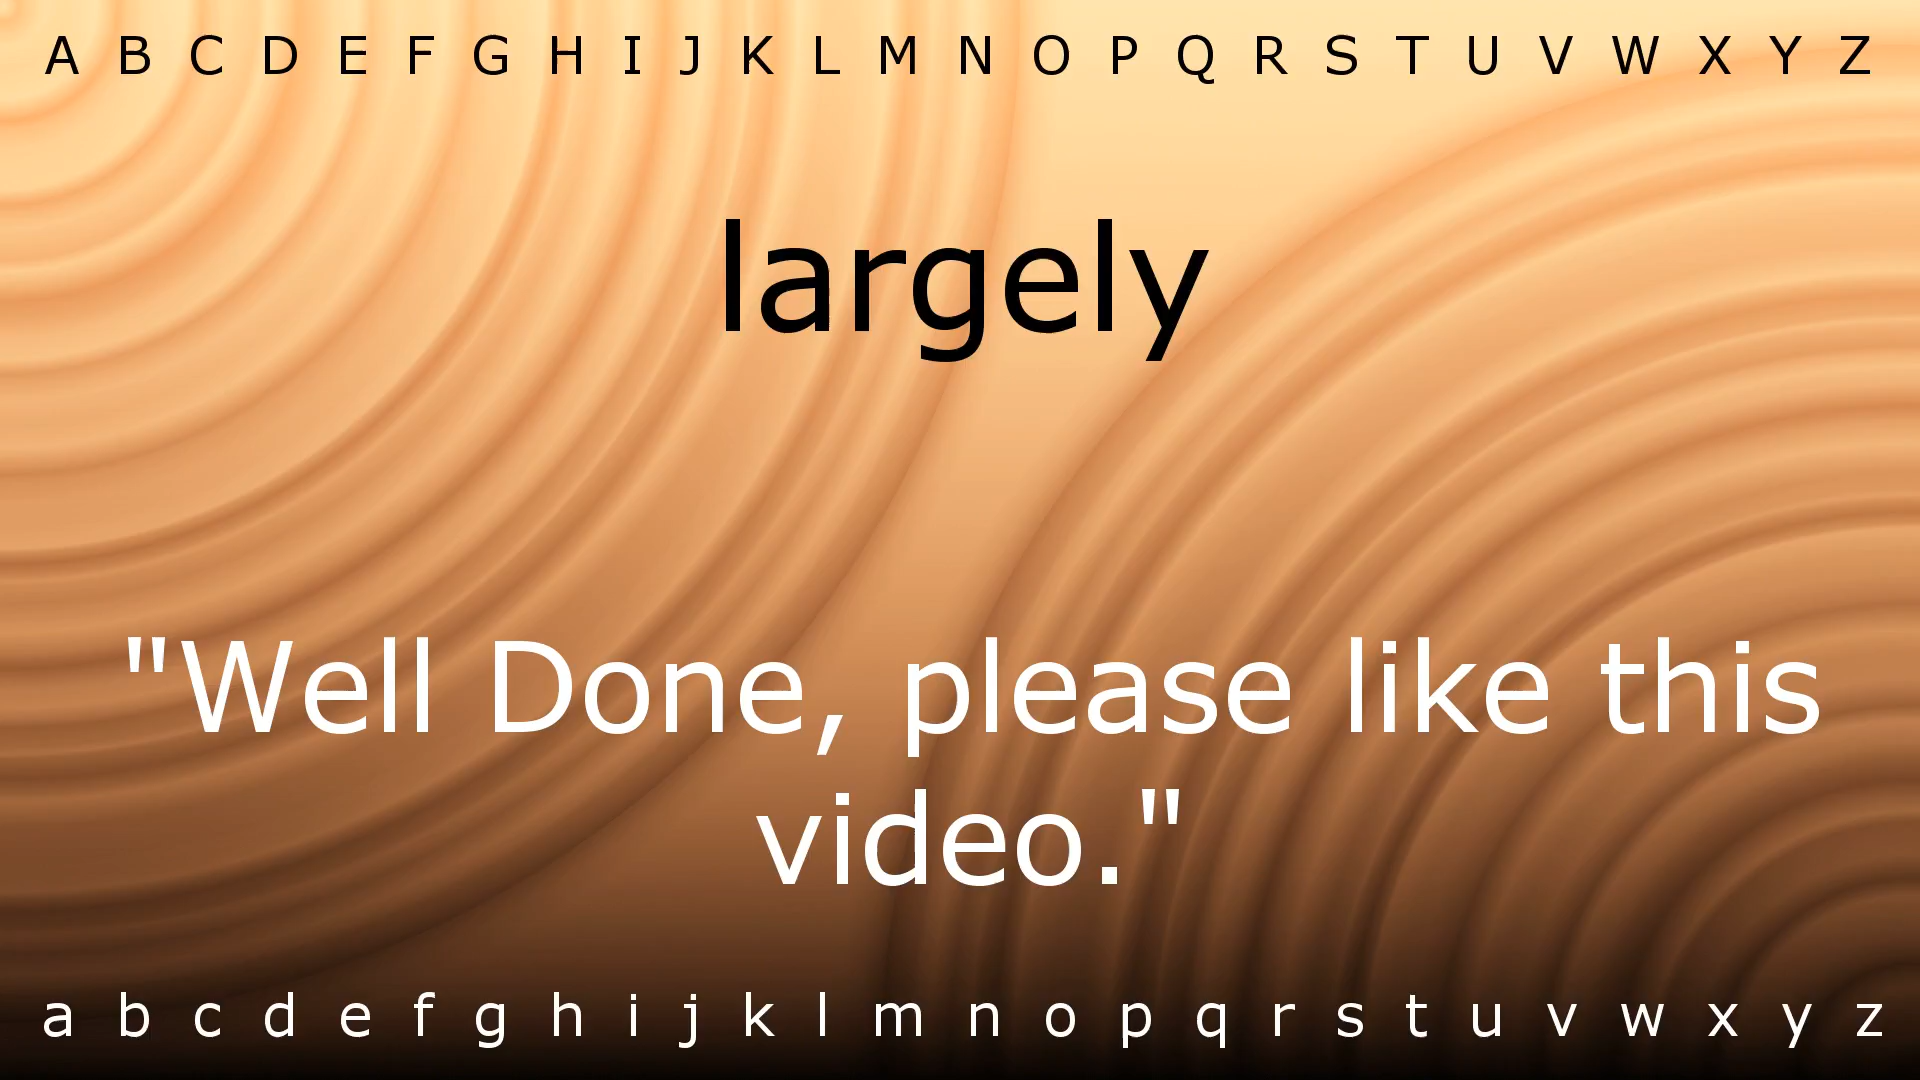 A B C D E F G H I J K L M N O P Q R S T U V W X Y Z
largely
"Well Done, please like this
video."
a b c d e f g h i j k l m n o p q r s t u v w x y z